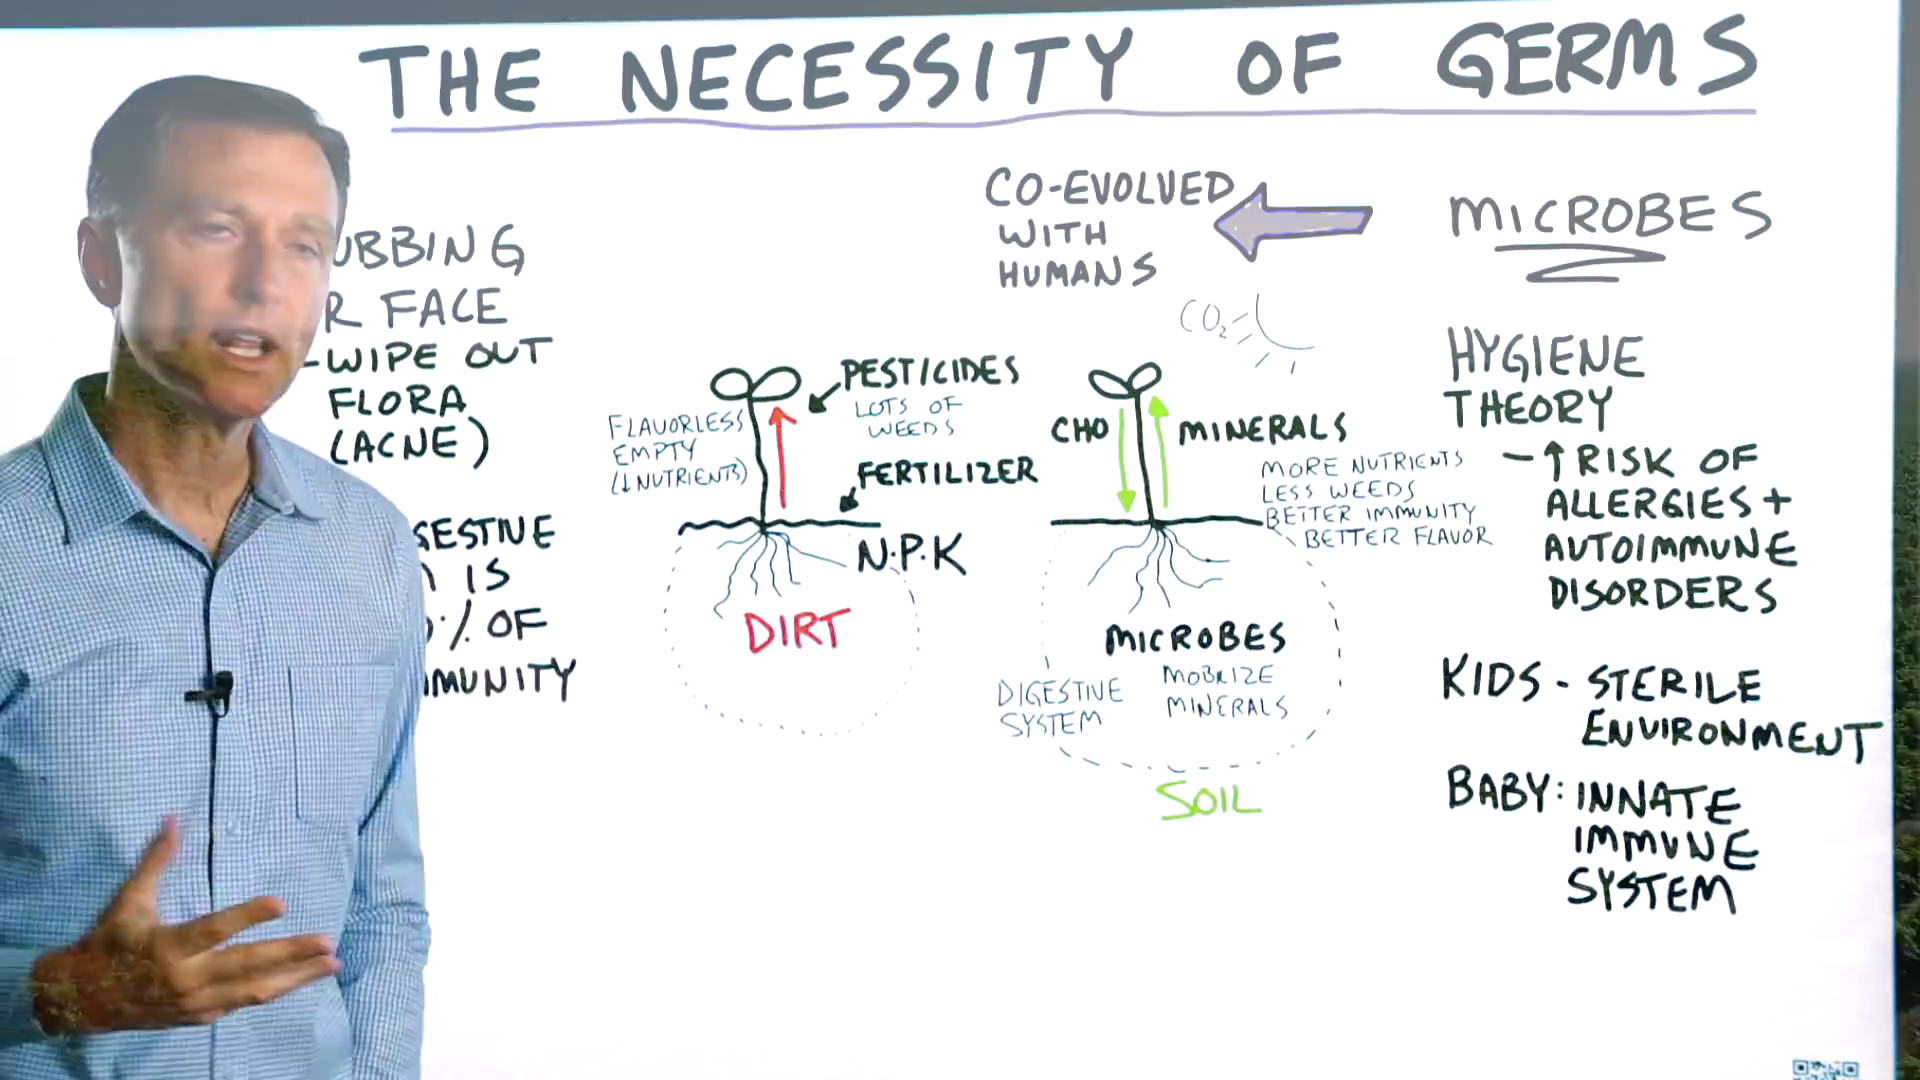 THE NECESSITY OF GERMS
CO-EVOLVED
WITH
HUMANS
MICROBES
CO2
UBBING
R FACE
-WIPE OUT
FLORA
(ACNE)
GESTIVE
IS
% OF
MUNITY
FLAVORLESS
EMPTY
(↓NUTRIENTS)
PESTICIDES
LOTS OF
WEEDS
FERTILIZER
N.P.K
DIRT
CHO
MINERALS
MORE NUTRIENTS
LESS WEEDS
BETTER IMMUNITY
BETTER FLAVOR
MICROBES
MOBILIZE
MINERALS
DIGESTIVE
SYSTEM
SOIL
HYGIENE
THEORY
-↑RISK OF
ALLERGIES +
AUTOIMMUNE
DISORDERS
KIDS - STERILE
ENVIRONMENT
BABY: INNATE
IMMUNE
SYSTEM